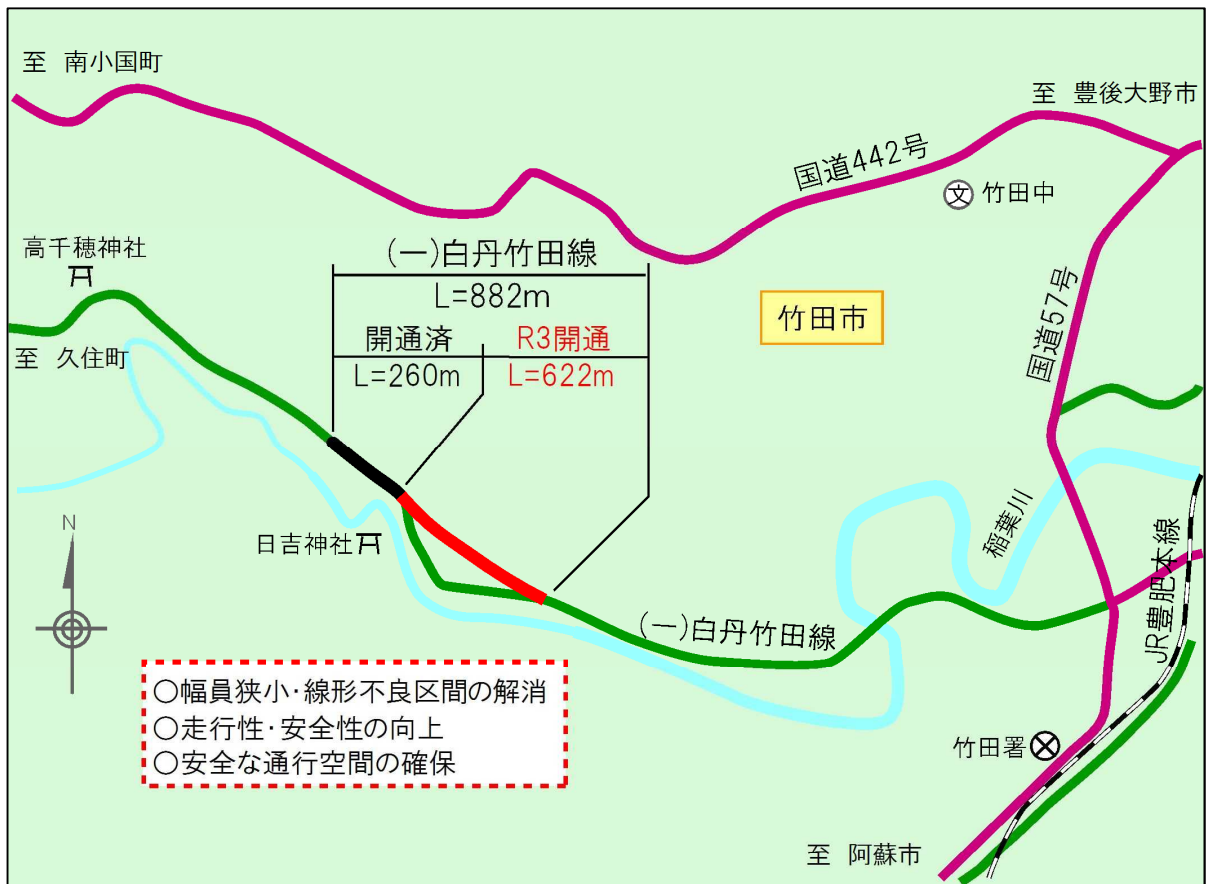 至 南小国町
至 豊後大野市
国道442号
文 竹田中
高千穂神社
(一)白丹竹田線
L=882m
竹田市
国道57号
開通済
R3開通
至 久住町
L=260m
L=622m
稲葉川
N
日吉神社
JR豊肥本線
(一)白丹竹田線
○幅員狭小・線形不良区間の解消
○走行性・安全性の向上
○安全な通行空間の確保
竹田署
至 阿蘇市